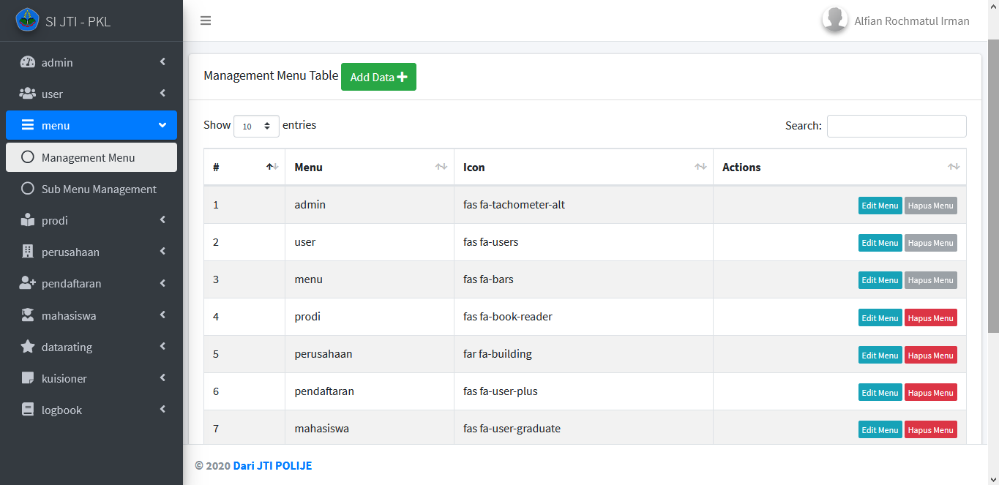 SI JTI - PKL
Alfian Rochmatul Irman
admin
user
menu
Management Menu
Sub Menu Management
prodi
perusahaan
pendaftaran
mahasiswa
datarating
kuisioner
logbook
Management Menu Table Add Data
Show 10 entries Search:
# Menu Icon Actions
1 admin fas fa-tachometer-alt Edit Menu Hapus Menu
2 user fas fa-users Edit Menu Hapus Menu
3 menu fas fa-bars Edit Menu Hapus Menu
4 prodi fas fa-book-reader Edit Menu Hapus Menu
5 perusahaan far fa-building Edit Menu Hapus Menu
6 pendaftaran fas fa-user-plus Edit Menu Hapus Menu
7 mahasiswa fas fa-user-graduate Edit Menu Hapus Menu
© 2020 Dari JTI POLIJE